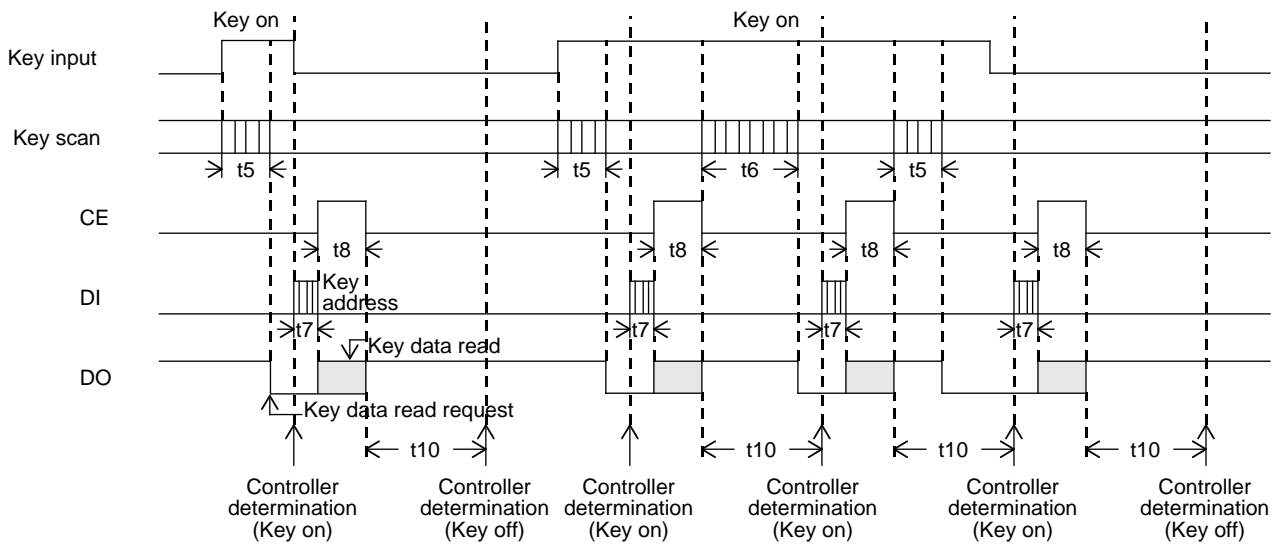 Key on
Key on
Key input
Key scan
t5
t5
t6
t5
CE
t8
t8
t8
t8
DI
Key
address
t7
t7
t7
t7
Key data read
DO
Key data read request
t10
t10
t10
t10
Controller
determination
(Key on)
Controller
determination
(Key off)
Controller
determination
(Key on)
Controller
determination
(Key on)
Controller
determination
(Key on)
Controller
determination
(Key off)